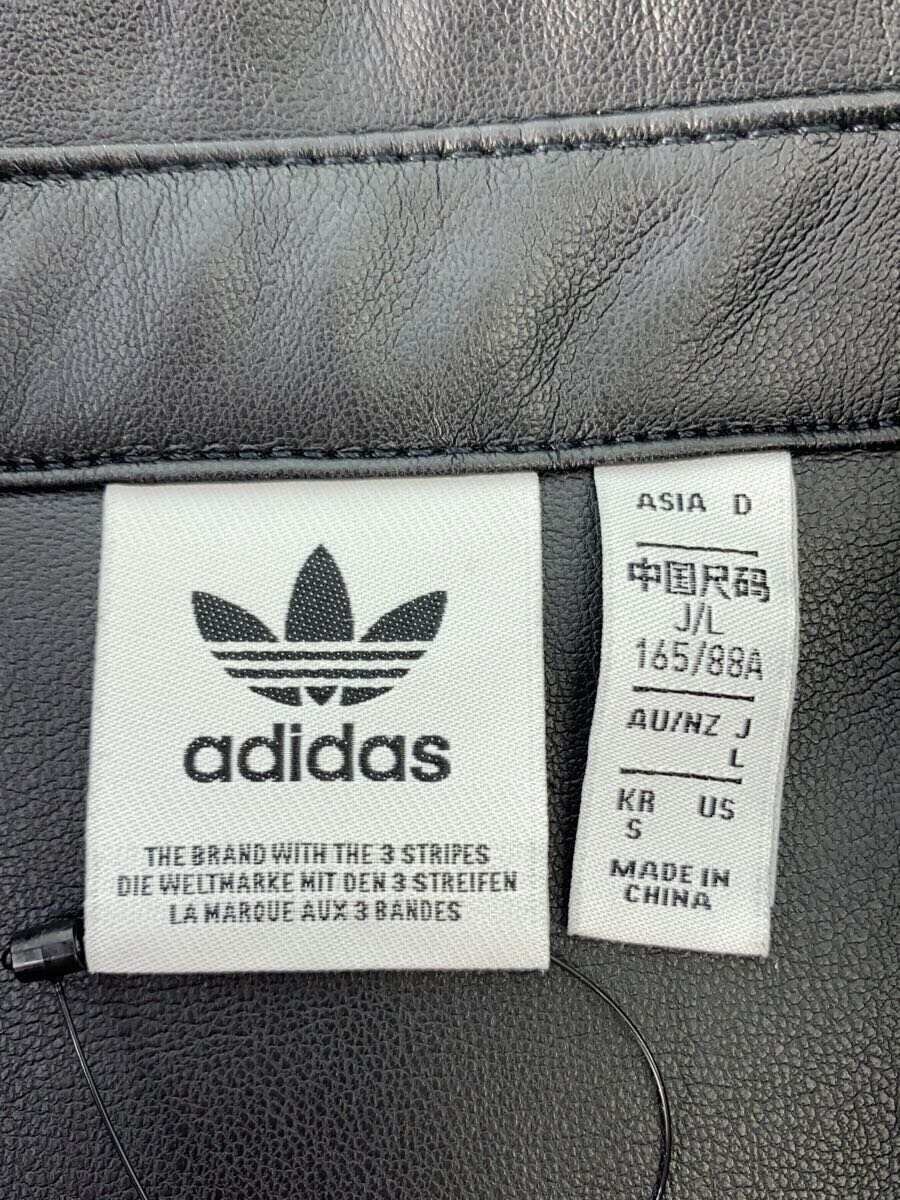 adidas
THE BRAND WITH THE 3 STRIPES
DIE WELTMARKE MIT DEN 3 STREIFEN
LA MARQUE AUX 3 BANDES
ASIA D
中国尺码
J/L
165/88A
AU/NZ J
L
KR US
S
MADE IN
CHINA